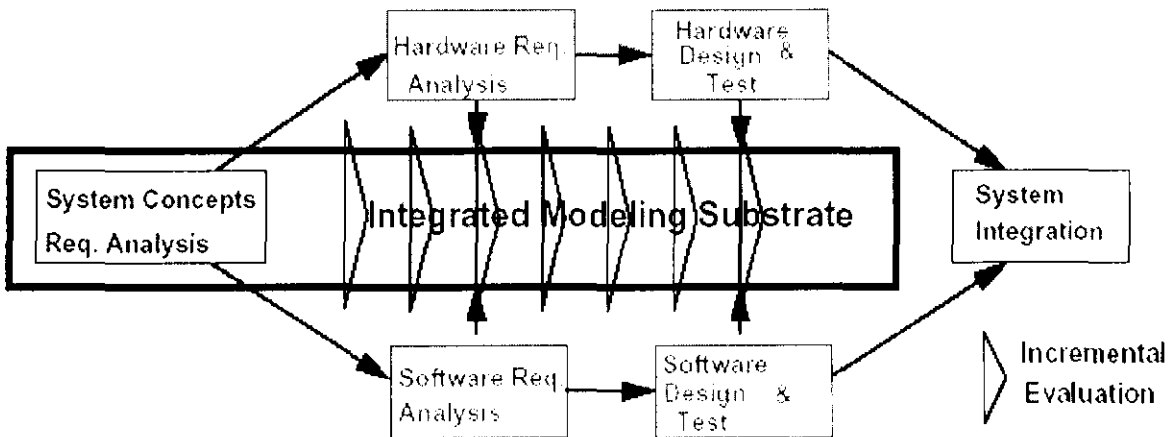 Hardware Req.
Analysis
Hardware
Design &
Test
System Concepts
Req. Analysis
Integrated Modeling Substrate
System
Integration
Software Req.
Analysis
Software
Design &
Test
Incremental
Evaluation